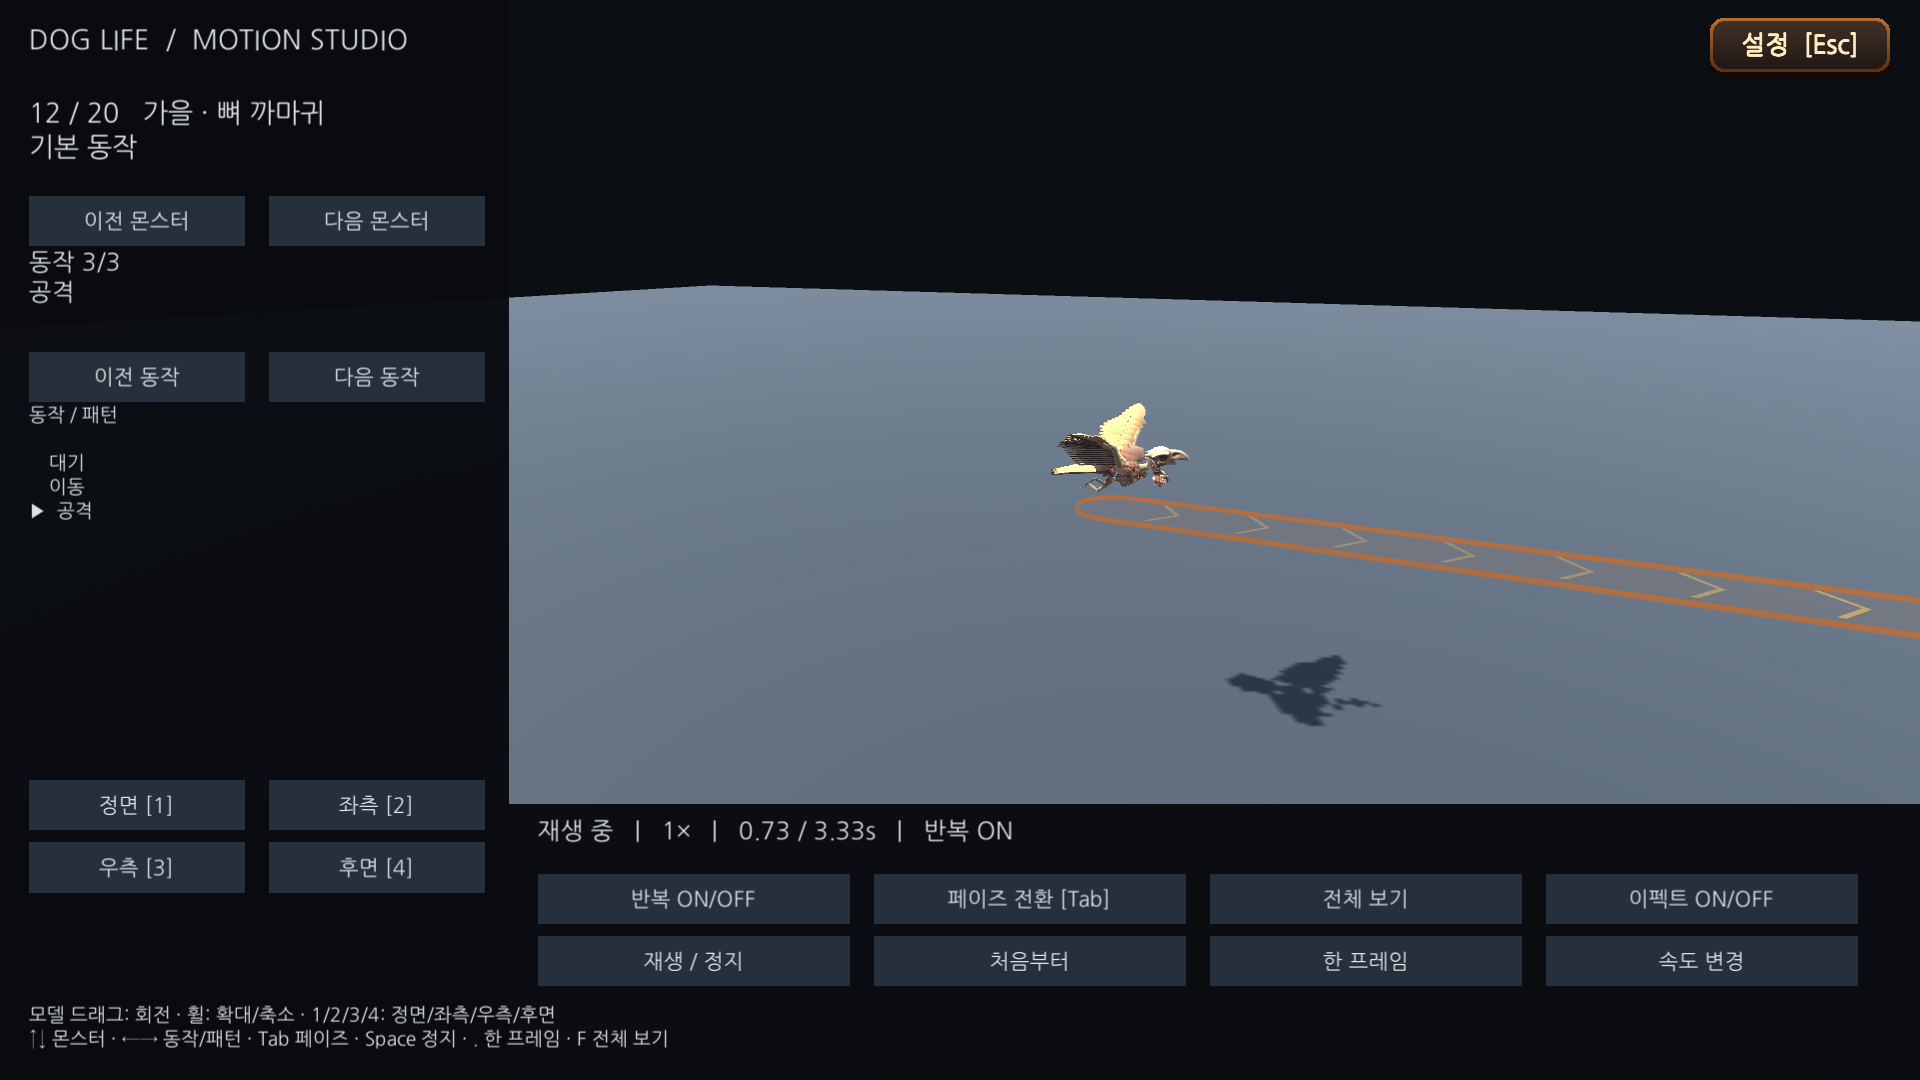 DOG LIFE / MOTION STUDIO
설정 [Esc]
12 / 20 가을 · 뼈 까마귀
기본 동작
이전 몬스터
다음 몬스터
동작 3/3
공격
이전 동작
다음 동작
동작 / 패턴
대기
이동
▶ 공격
정면 [1]
좌측 [2]
우측 [3]
후면 [4]
재생 중 | 1× | 0.73 / 3.33s | 반복 ON
반복 ON/OFF
페이즈 전환 [Tab]
전체 보기
이펙트 ON/OFF
재생 / 정지
처음부터
한 프레임
속도 변경
모델 드래그: 회전 · 휠: 확대/축소 · 1/2/3/4: 정면/좌측/우측/후면
↑↓ 몬스터 · ←→ 동작/패턴 · Tab 페이즈 · Space 정지 · . 한 프레임 · F 전체 보기